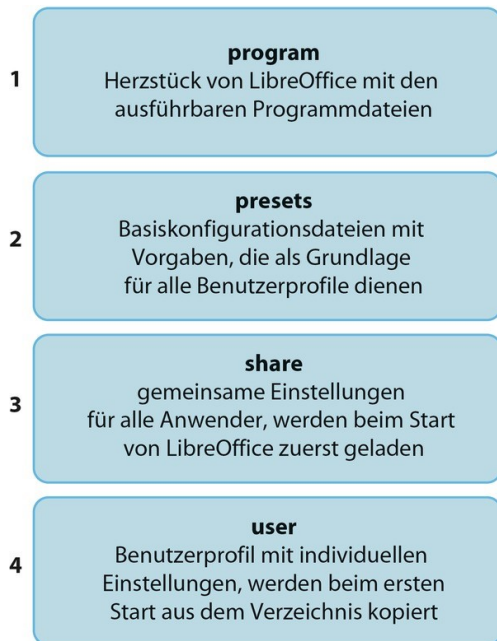 1
program
Herzstück von LibreOffice mit den
ausführbaren Programmdateien
2
presets
Basiskonfigurationsdateien mit
Vorgaben, die als Grundlage
für alle Benutzerprofile dienen
3
share
gemeinsame Einstellungen
für alle Anwender, werden beim Start
von LibreOffice zuerst geladen
4
user
Benutzerprofil mit individuellen
Einstellungen, werden beim ersten
Start aus dem Verzeichnis kopiert